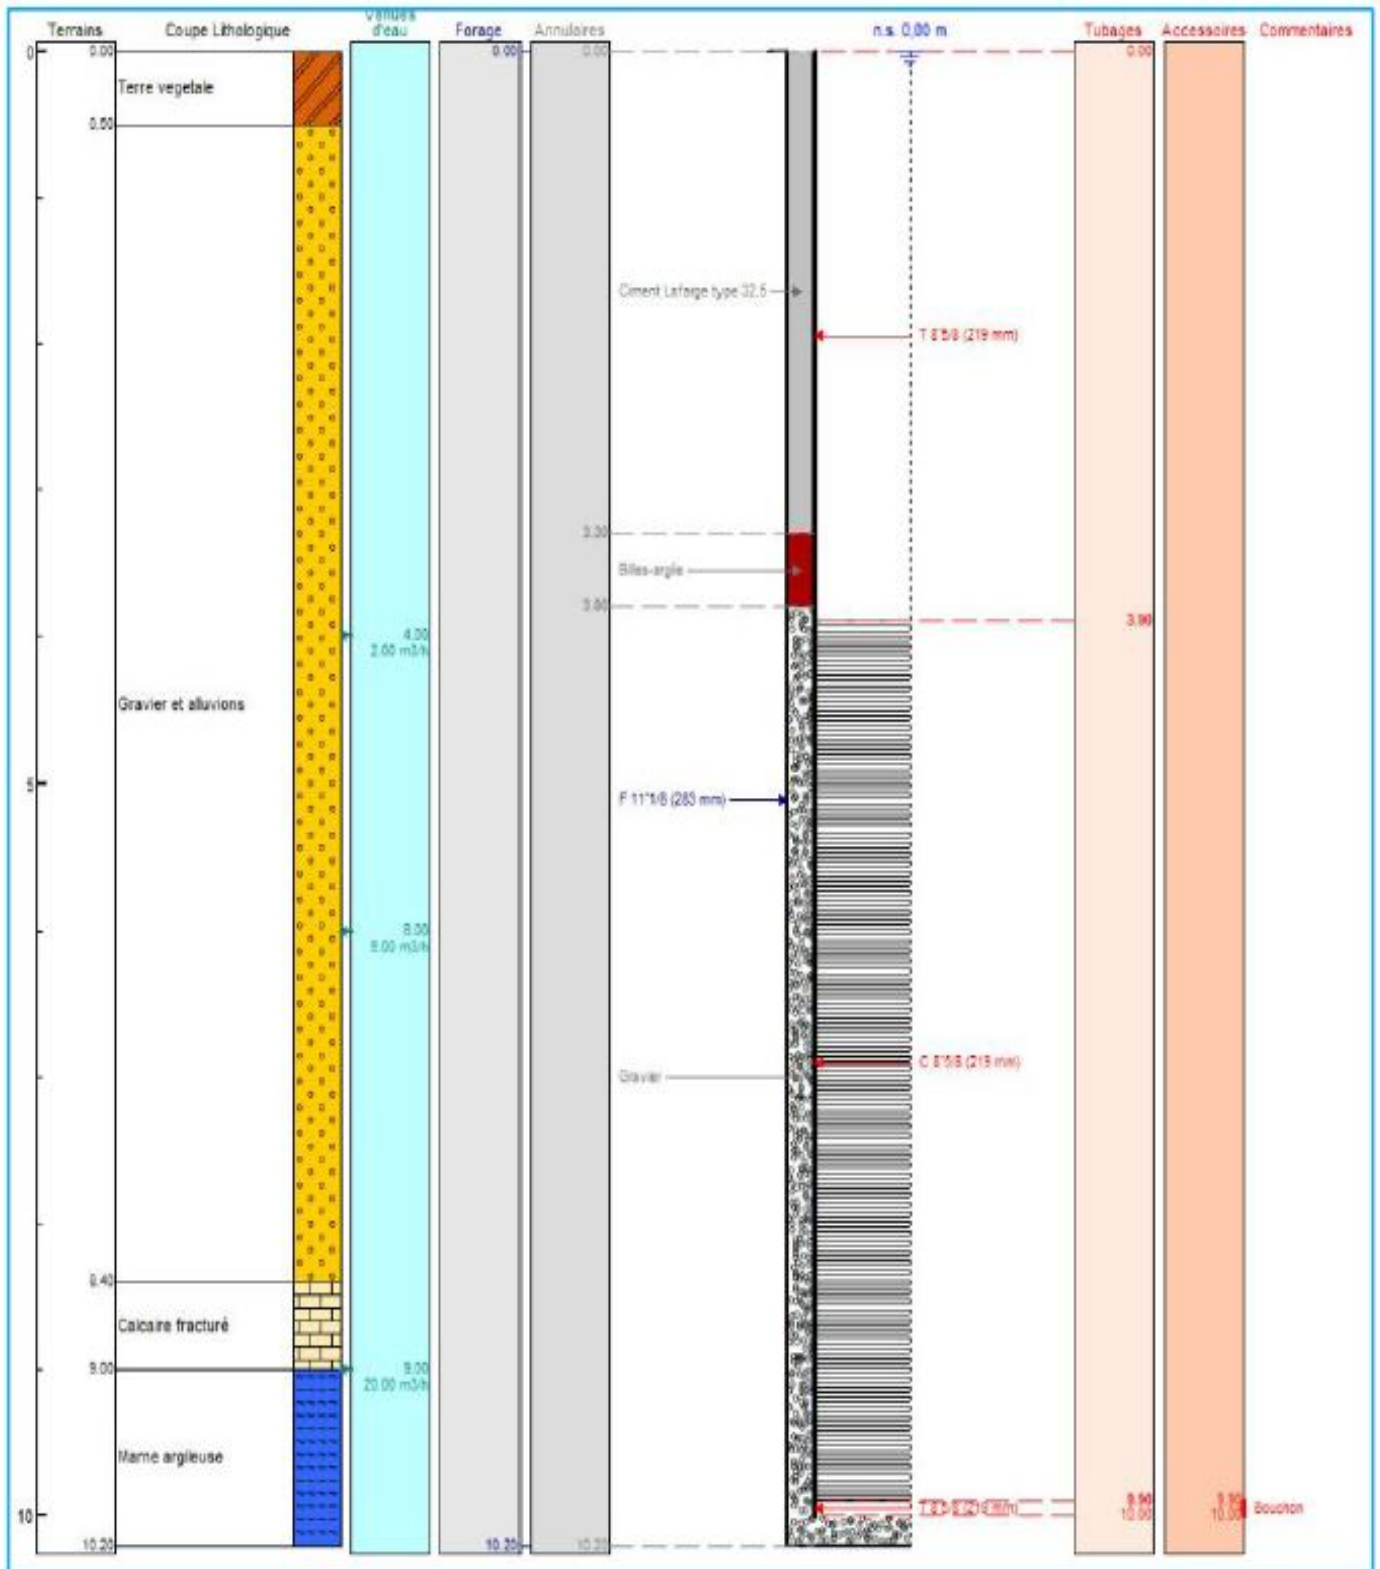 Terrains Coupe Lithologique Venues d'eau Forage Annulaires n.s. 0,00 m Tubages Accessoires Commentaires
0 0.00 0.00 0.00 0.00
Terre vegetale
0.50
Ciment Lafarge type 32.5
T 8"5/8 (219 mm)
3.30
Billes-argile
3.80
3.90
4.00
2.00 m3/h
Gravier et alluvions
5
F 11"1/8 (283 mm)
m3/h
C 8"5/8 (219 mm)
Gravier
8.40
Calcaire fracturé
9.00 9.00
20.00 m3/h
Marne argileuse
9.90 9.90
T 8"5/8 (219 mm) Bouchon
10 10.00 10.00
10.20 10.20 10.20